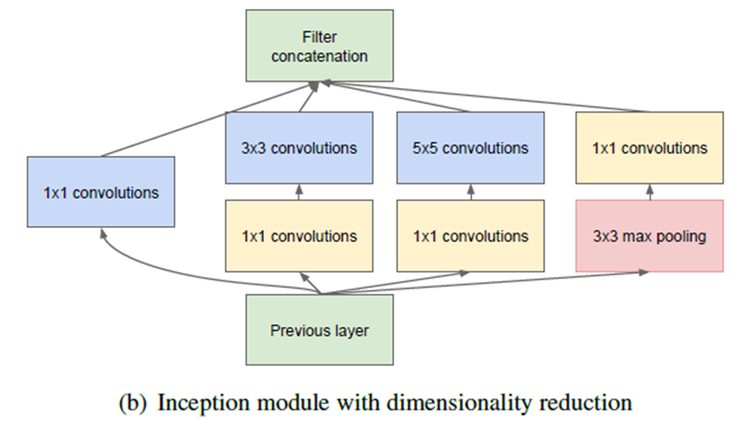 Filter
concatenation
3x3 convolutions
5x5 convolutions
1x1 convolutions
1x1 convolutions
1x1 convolutions
1x1 convolutions
3x3 max pooling
Previous layer
(b) Inception module with dimensionality reduction